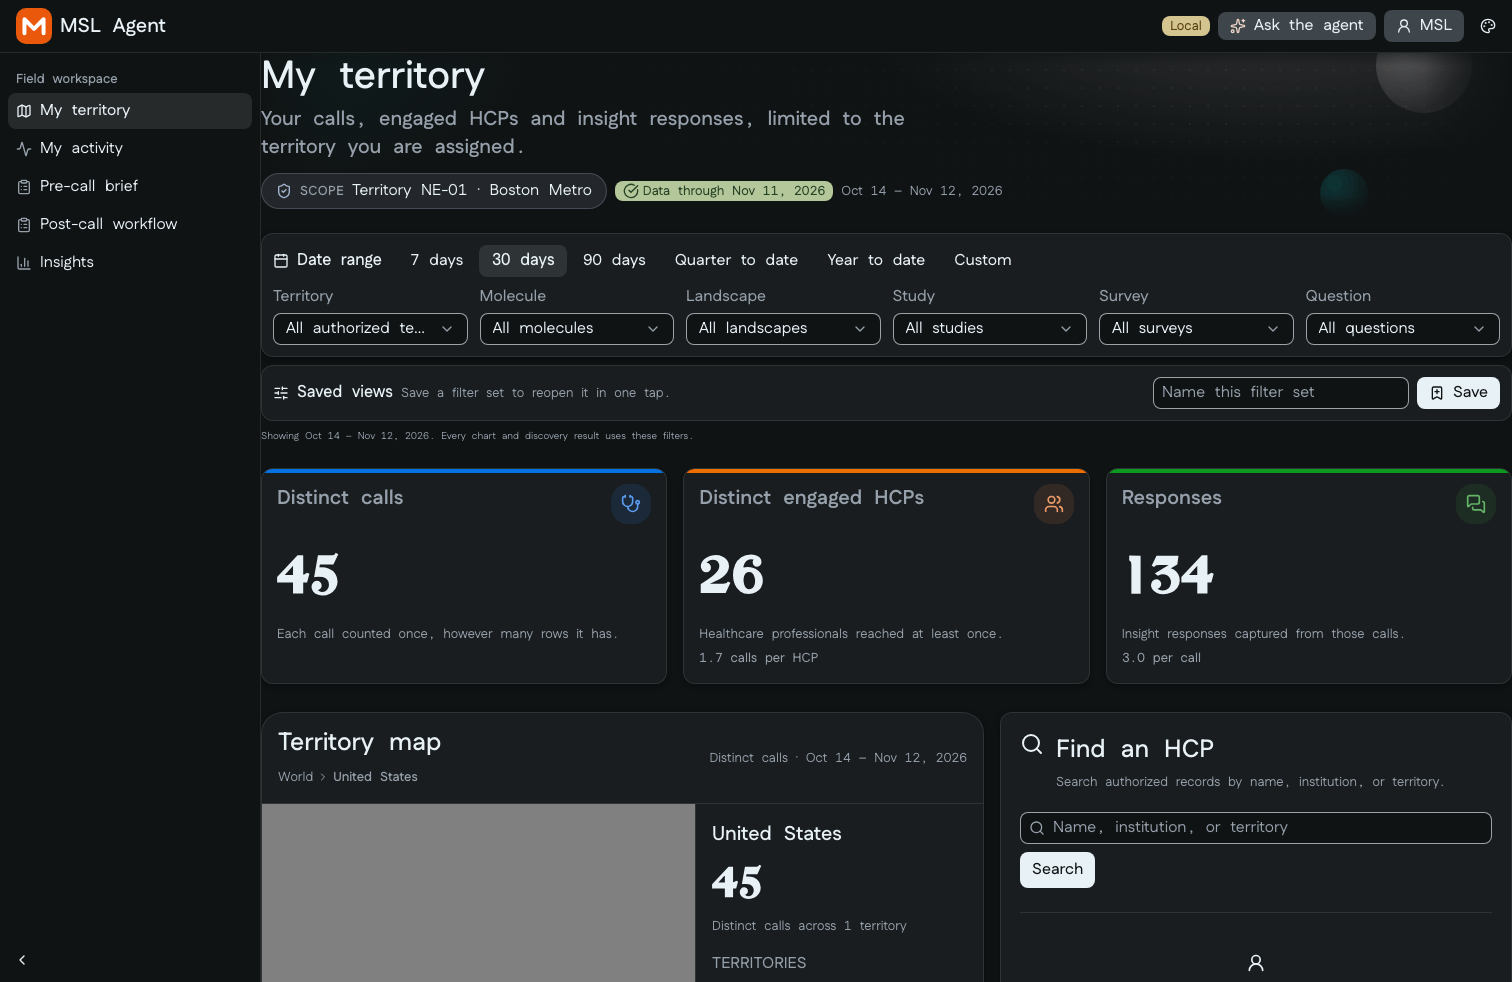 MSL Agent
Local
Ask the agent
MSL
Field workspace
My territory
My activity
Pre-call brief
Post-call workflow
Insights
My territory
Your calls, engaged HCPs and insight responses, limited to the
territory you are assigned.
SCOPE Territory NE-01 · Boston Metro
Data through Nov 11, 2026
Oct 14 – Nov 12, 2026
Date range
7 days
30 days
90 days
Quarter to date
Year to date
Custom
Territory
Molecule
Landscape
Study
Survey
Question
All authorized te...
All molecules
All landscapes
All studies
All surveys
All questions
Saved views Save a filter set to reopen it in one tap.
Name this filter set
Save
Showing Oct 14 – Nov 12, 2026. Every chart and discovery result uses these filters.
Distinct calls
45
Each call counted once, however many rows it has.
Distinct engaged HCPs
26
Healthcare professionals reached at least once.
1.7 calls per HCP
Responses
134
Insight responses captured from those calls.
3.0 per call
Territory map
World > United States
Distinct calls · Oct 14 – Nov 12, 2026
United States
45
Distinct calls across 1 territory
TERRITORIES
Find an HCP
Search authorized records by name, institution, or territory.
Name, institution, or territory
Search